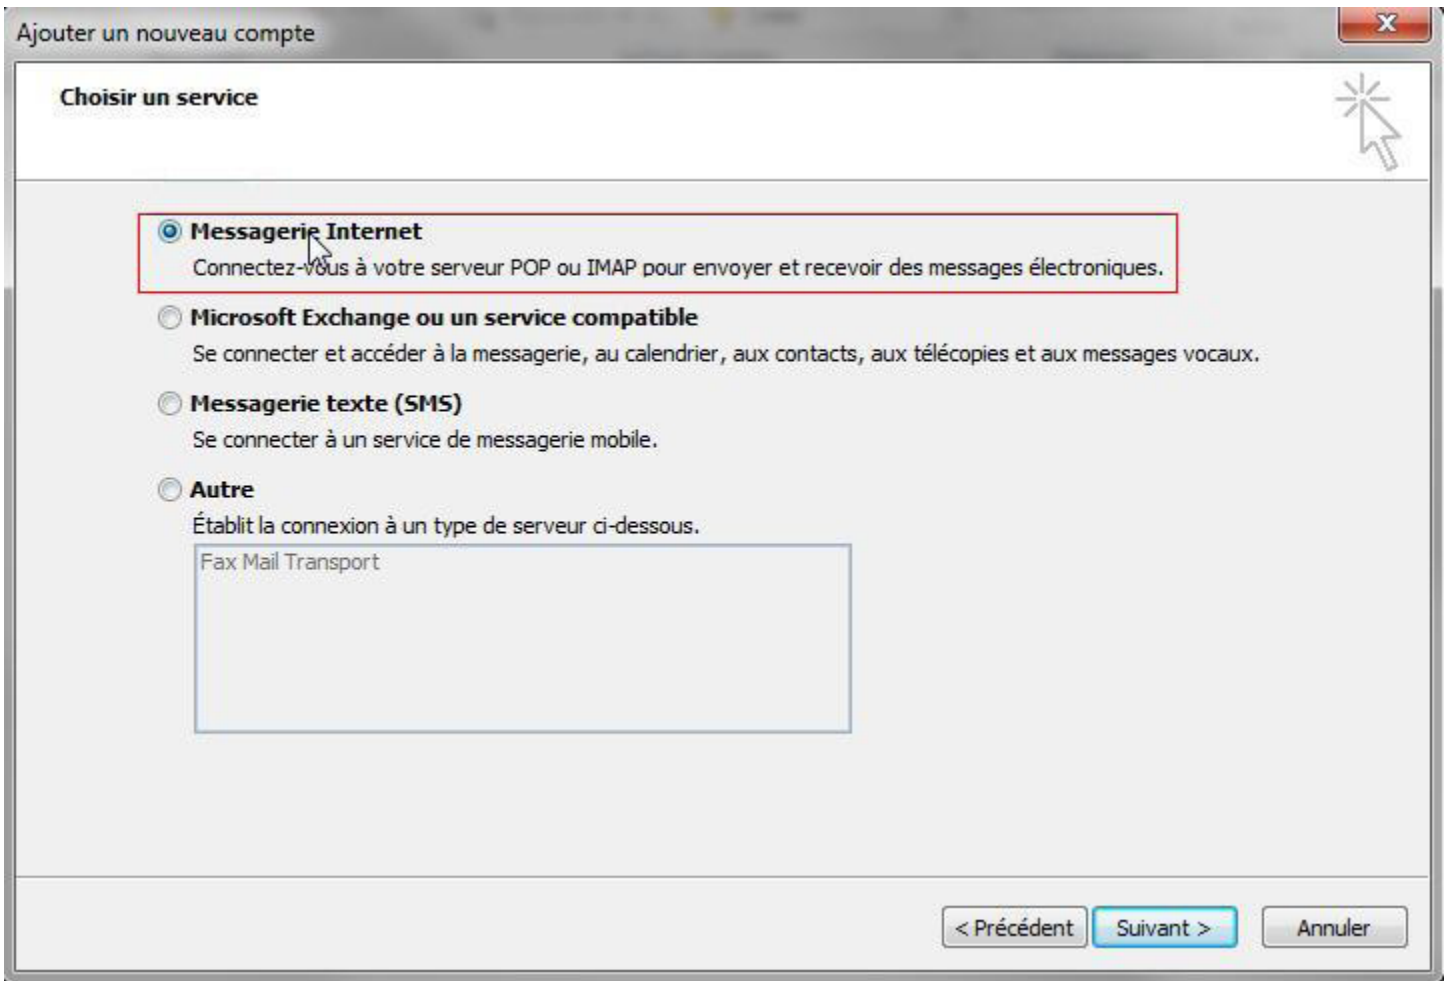 Ajouter un nouveau compte
Choisir un service
Messagerie Internet
Connectez-vous à votre serveur POP ou IMAP pour envoyer et recevoir des messages électroniques.
Microsoft Exchange ou un service compatible
Se connecter et accéder à la messagerie, au calendrier, aux contacts, aux télécopies et aux messages vocaux.
Messagerie texte (SMS)
Se connecter à un service de messagerie mobile.
Autre
Établit la connexion à un type de serveur ci-dessous.
Fax Mail Transport
< Précédent Suivant > Annuler